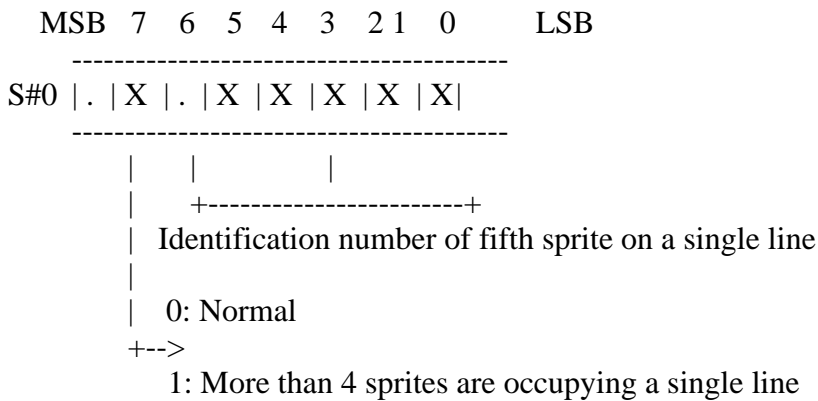 MSB 7 6 5 4 3 2 1 0 LSB
-----------------------------------------
S#0 | . | X | . | X | X | X | X | X|
-----------------------------------------
| | |
| +------------------------+
| Identification number of fifth sprite on a single line
|
| 0: Normal
+-->
1: More than 4 sprites are occupying a single line